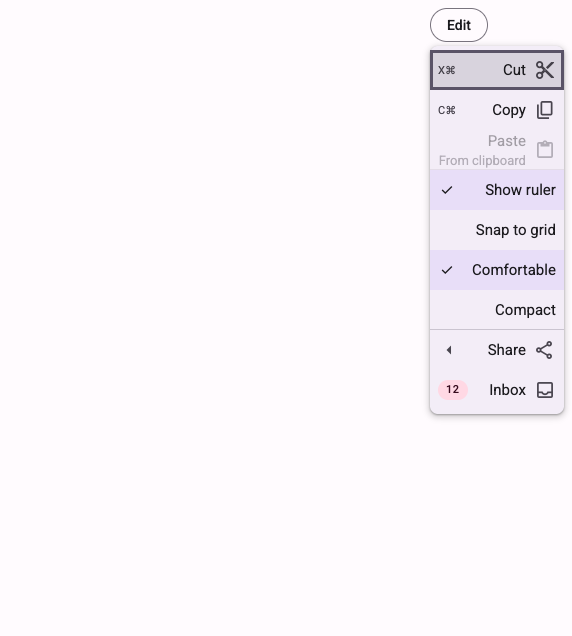 Edit
Cut X⌘
Copy C⌘
Paste
From clipboard
Show ruler
Snap to grid
Comfortable
Compact
Share
Inbox 12